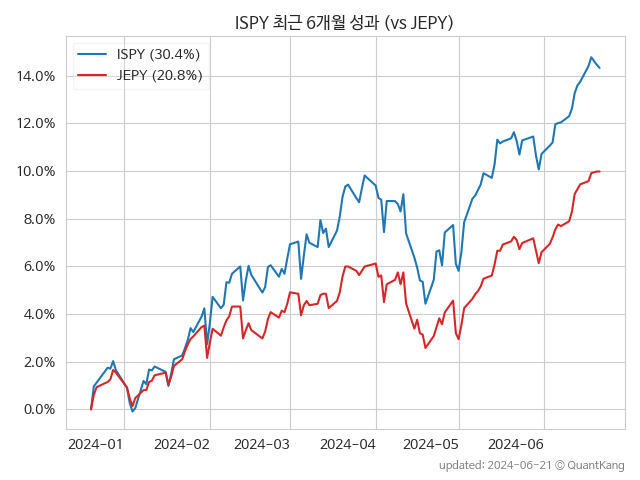 ISPY 최근 6개월 성과 (vs JEPY)
ISPY (30.4%)
JEPY (20.8%)
14.0%
12.0%
10.0%
8.0%
6.0%
4.0%
2.0%
0.0%
2024-01 2024-02 2024-03 2024-04 2024-05 2024-06
updated: 2024-06-21 © QuantKang